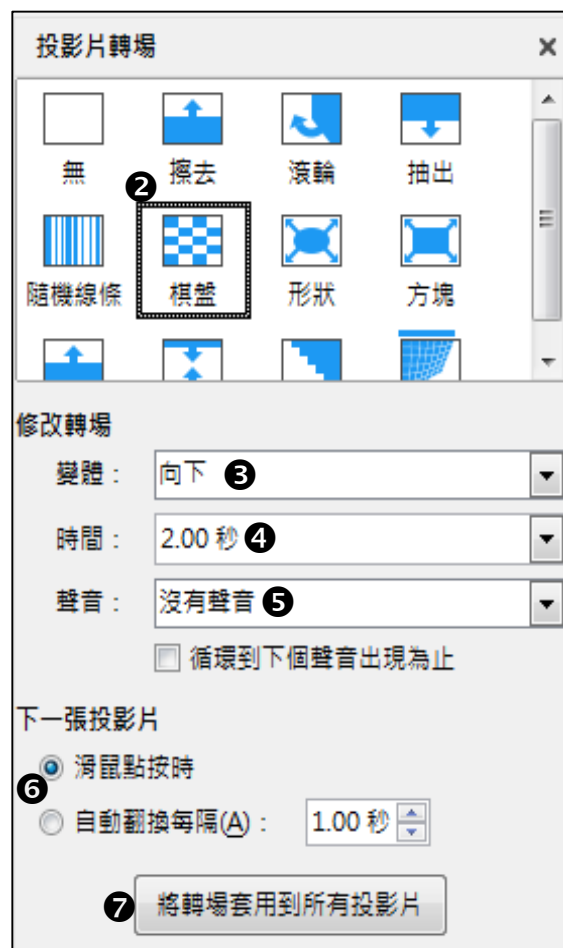 投影片轉場
無 擦去 滾輪 抽出
❷
隨機線條 棋盤 形狀 方塊
修改轉場
變體： 向下 ❸
時間： 2.00 秒 ❹
聲音： 沒有聲音 ❺
循環到下個聲音出現為止
下一張投影片
滑鼠點按時
❻
自動翻換每隔(A)： 1.00 秒
❼ 將轉場套用到所有投影片